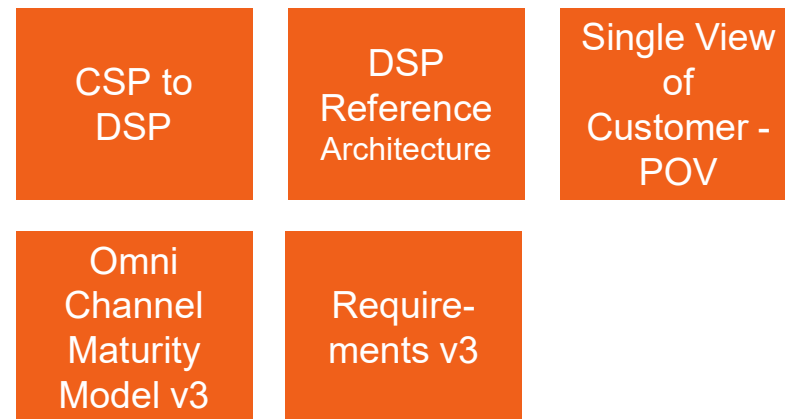 CSP to
DSP
DSP
Reference
Architecture
Single View
of
Customer -
POV
Omni
Channel
Maturity
Model v3
Require-
ments v3